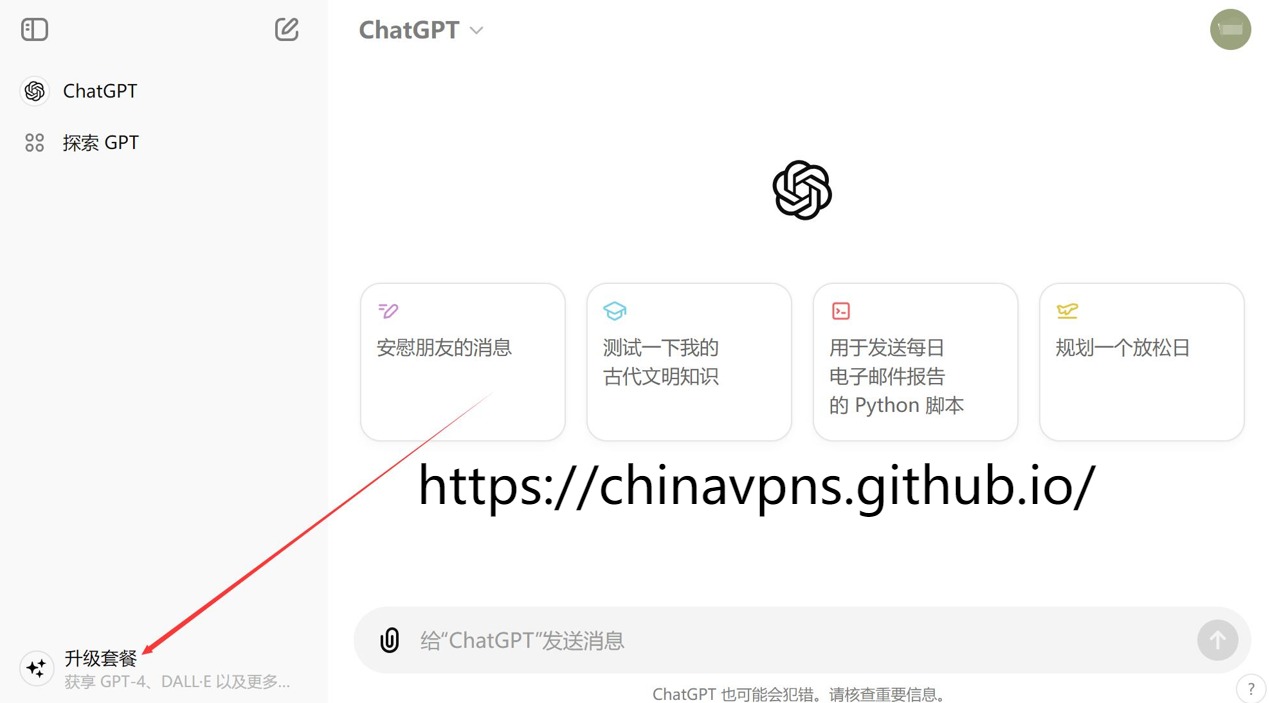 ChatGPT
ChatGPT
探索 GPT
安慰朋友的消息
测试一下我的
古代文明知识
用于发送每日
电子邮件报告
的 Python 脚本
规划一个放松日
https://chinavpns.github.io/
升级套餐
获享 GPT-4、DALL·E 以及更多...
给“ChatGPT”发送消息
ChatGPT 也可能会犯错。请核查重要信息。
?